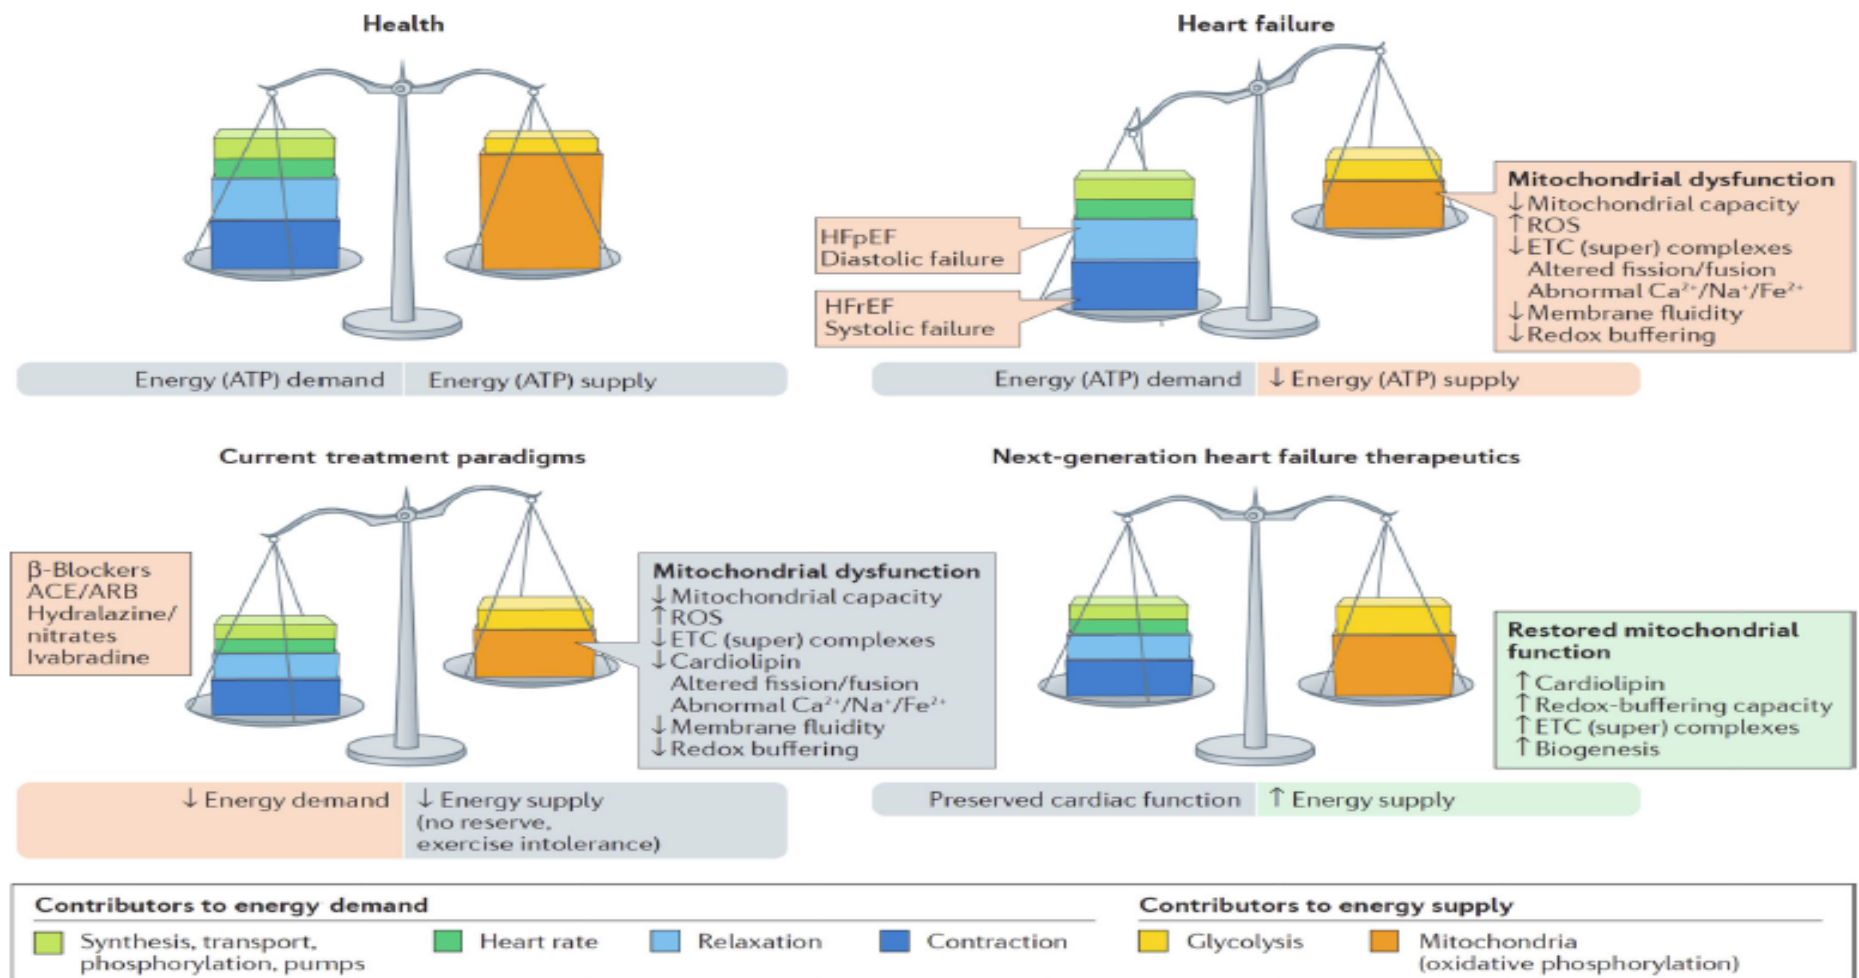 Health
Heart failure
HFpEF
Diastolic failure
HFrEF
Systolic failure
Mitochondrial dysfunction
↓Mitochondrial capacity
↑ROS
↓ETC (super) complexes
Altered fission/fusion
Abnormal Ca²⁺/Na⁺/Fe²⁺
↓Membrane fluidity
↓Redox buffering
Energy (ATP) demand
Energy (ATP) supply
Energy (ATP) demand
↓ Energy (ATP) supply
Current treatment paradigms
Next-generation heart failure therapeutics
β-Blockers
ACE/ARB
Hydralazine/
nitrates
Ivabradine
Mitochondrial dysfunction
↓Mitochondrial capacity
↑ROS
↓ETC (super) complexes
↓Cardiolipin
Altered fission/fusion
Abnormal Ca²⁺/Na⁺/Fe²⁺
↓Membrane fluidity
↓Redox buffering
Restored mitochondrial
function
↑Cardiolipin
↑Redox-buffering capacity
↑ETC (super) complexes
↑Biogenesis
↓ Energy demand
↓ Energy supply
(no reserve,
exercise intolerance)
Preserved cardiac function
↑ Energy supply
Contributors to energy demand
Synthesis, transport,
phosphorylation, pumps
Heart rate
Relaxation
Contraction
Contributors to energy supply
Glycolysis
Mitochondria
(oxidative phosphorylation)